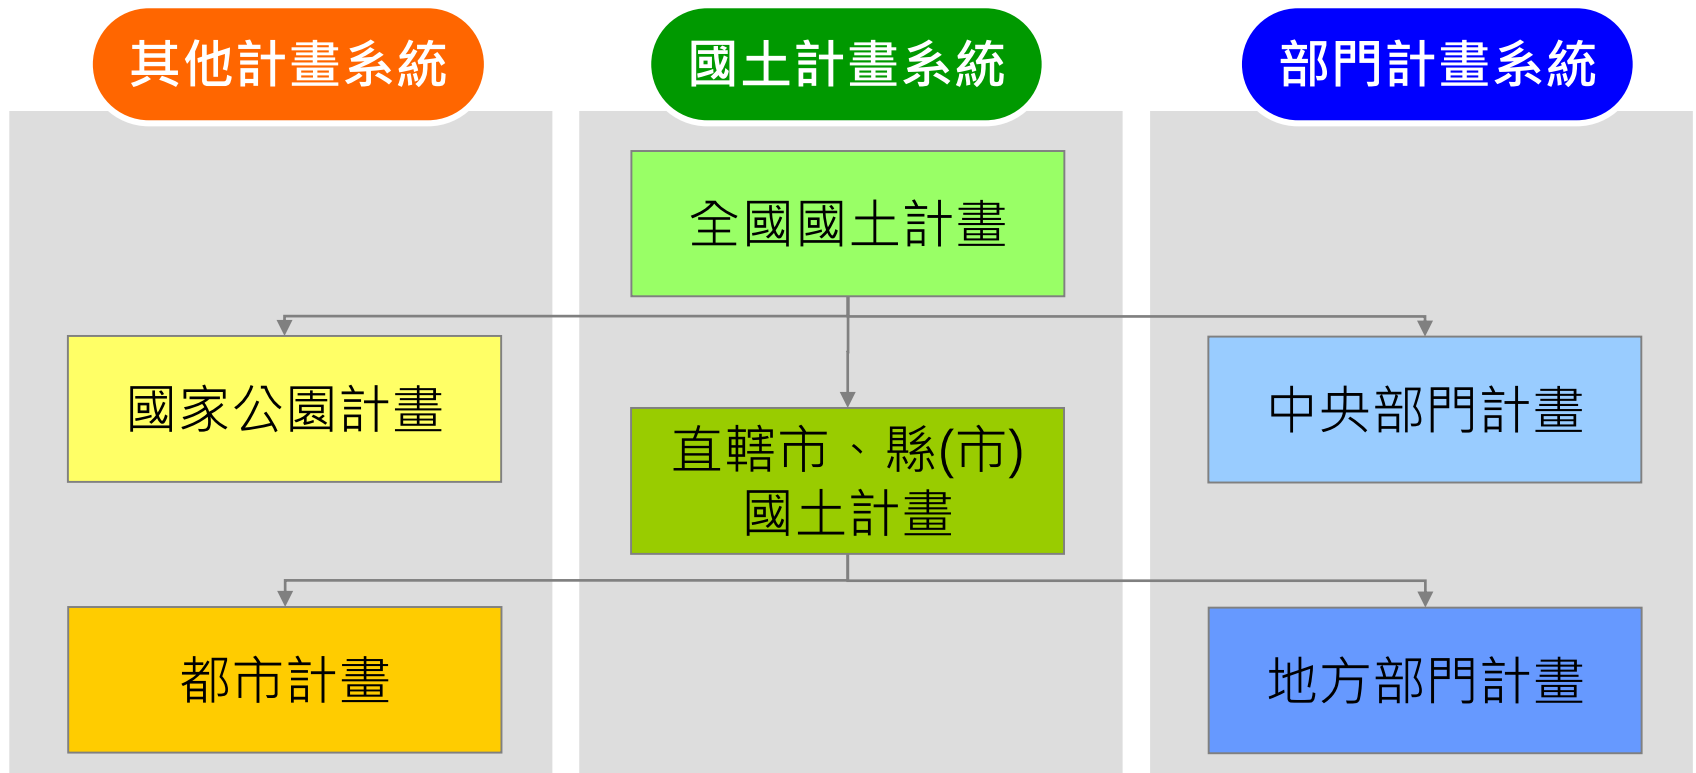 其他計畫系統
國土計畫系統
部門計畫系統
全國國土計畫
國家公園計畫
中央部門計畫
直轄市、縣(市)
國土計畫
都市計畫
地方部門計畫